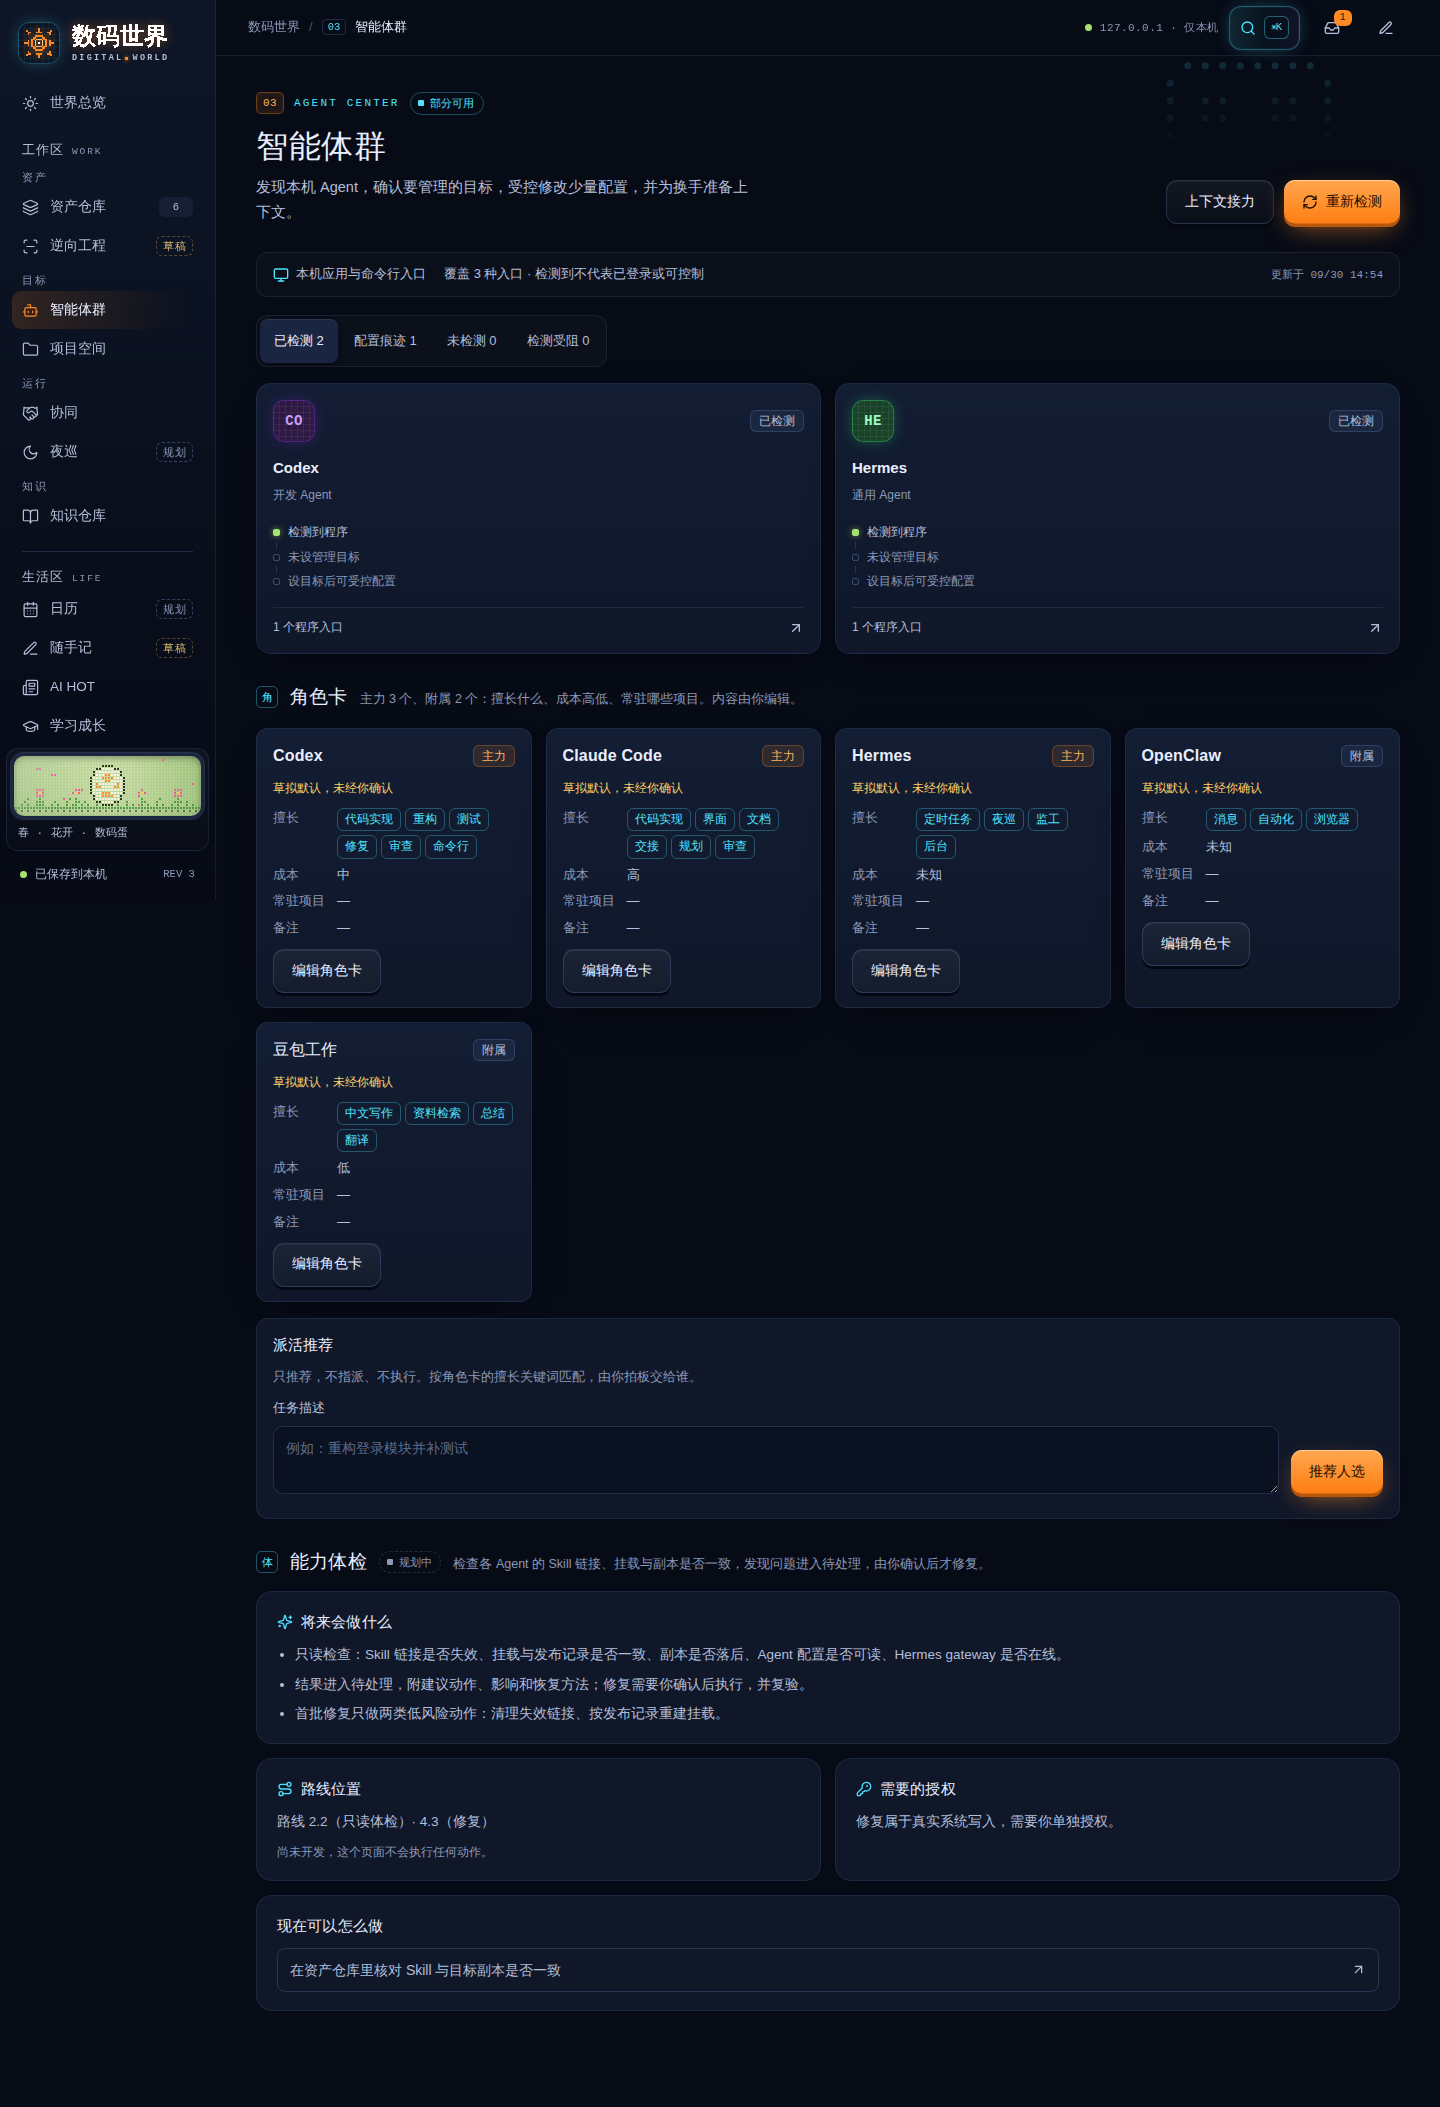 数码世界
DIGITAL WORLD
世界总览
工作区 WORK
资产
资产仓库 6
逆向工程 草稿
目标
智能体群
项目空间
运行
协同
夜巡 规划
知识
知识仓库
生活区 LIFE
日历 规划
随手记 草稿
AI HOT
学习成长
春 · 花开 · 数码蛋
已保存到本机 REV 3
数码世界 / 03 智能体群
127.0.0.1 · 仅本机
⌘K
1
03 AGENT CENTER 部分可用
智能体群
发现本机 Agent，确认要管理的目标，受控修改少量配置，并为换手准备上
下文。
上下文接力
重新检测
本机应用与命令行入口 覆盖 3 种入口 · 检测到不代表已登录或可控制
更新于 09/30 14:54
已检测 2 配置痕迹 1 未检测 0 检测受阻 0
CO 已检测
Codex
开发 Agent
检测到程序
未设管理目标
设目标后可受控配置
1 个程序入口
HE 已检测
Hermes
通用 Agent
检测到程序
未设管理目标
设目标后可受控配置
1 个程序入口
角 角色卡 主力 3 个、附属 2 个：擅长什么、成本高低、常驻哪些项目。内容由你编辑。
Codex 主力
草拟默认，未经你确认
擅长 代码实现 重构 测试
修复 审查 命令行
成本 中
常驻项目 —
备注 —
编辑角色卡
Claude Code 主力
草拟默认，未经你确认
擅长 代码实现 界面 文档
交接 规划 审查
成本 高
常驻项目 —
备注 —
编辑角色卡
Hermes 主力
草拟默认，未经你确认
擅长 定时任务 夜巡 监工
后台
成本 未知
常驻项目 —
备注 —
编辑角色卡
OpenClaw 附属
草拟默认，未经你确认
擅长 消息 自动化 浏览器
成本 未知
常驻项目 —
备注 —
编辑角色卡
豆包工作 附属
草拟默认，未经你确认
擅长 中文写作 资料检索 总结
翻译
成本 低
常驻项目 —
备注 —
编辑角色卡
派活推荐
只推荐，不指派、不执行。按角色卡的擅长关键词匹配，由你拍板交给谁。
任务描述
例如：重构登录模块并补测试
推荐人选
体 能力体检 规划中 检查各 Agent 的 Skill 链接、挂载与副本是否一致，发现问题进入待处理，由你确认后才修复。
将来会做什么
• 只读检查：Skill 链接是否失效、挂载与发布记录是否一致、副本是否落后、Agent 配置是否可读、Hermes gateway 是否在线。
• 结果进入待处理，附建议动作、影响和恢复方法；修复需要你确认后执行，并复验。
• 首批修复只做两类低风险动作：清理失效链接、按发布记录重建挂载。
路线位置
路线 2.2（只读体检）· 4.3（修复）
尚未开发，这个页面不会执行任何动作。
需要的授权
修复属于真实系统写入，需要你单独授权。
现在可以怎么做
在资产仓库里核对 Skill 与目标副本是否一致